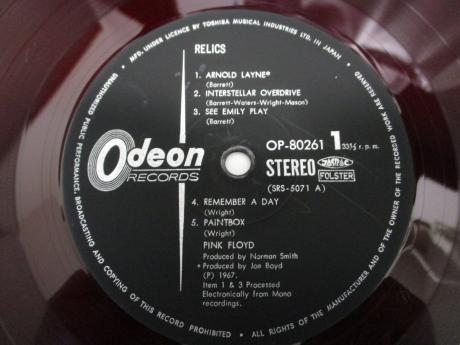 ★ MFD. UNDER LICENCE BY TOSHIBA MUSICAL INDUSTRIES LTD. IN JAPAN ★
ALL RIGHTS OF THE MANUFACTURER AND OF THE OWNER OF THE RECORDED WORK ARE RESERVED
UNAUTHORIZED PUBLIC PERFORMANCE, BROADCASTING AND COPYING OF THIS RECORD PROHIBITED ★
RELICS
1. ARNOLD LAYNE*
(Barrett)
2. INTERSTELLAR OVERDRIVE
(Barrett-Waters-Wright-Mason)
3. SEE EMILY PLAY
(Barrett)
Odeon
RECORDS
OP-80261 1 33⅓ r. p. m.
STEREO
FOLSTER
(SRS-5071 A)
4. REMEMBER A DAY
(Wright)
5. PAINTBOX
(Wright)
PINK FLOYD
Produced by Norman Smith
*Produced by Joe Boyd
(P) 1967.
Item 1 & 3 Processed
Electronically from Mono
recordings.